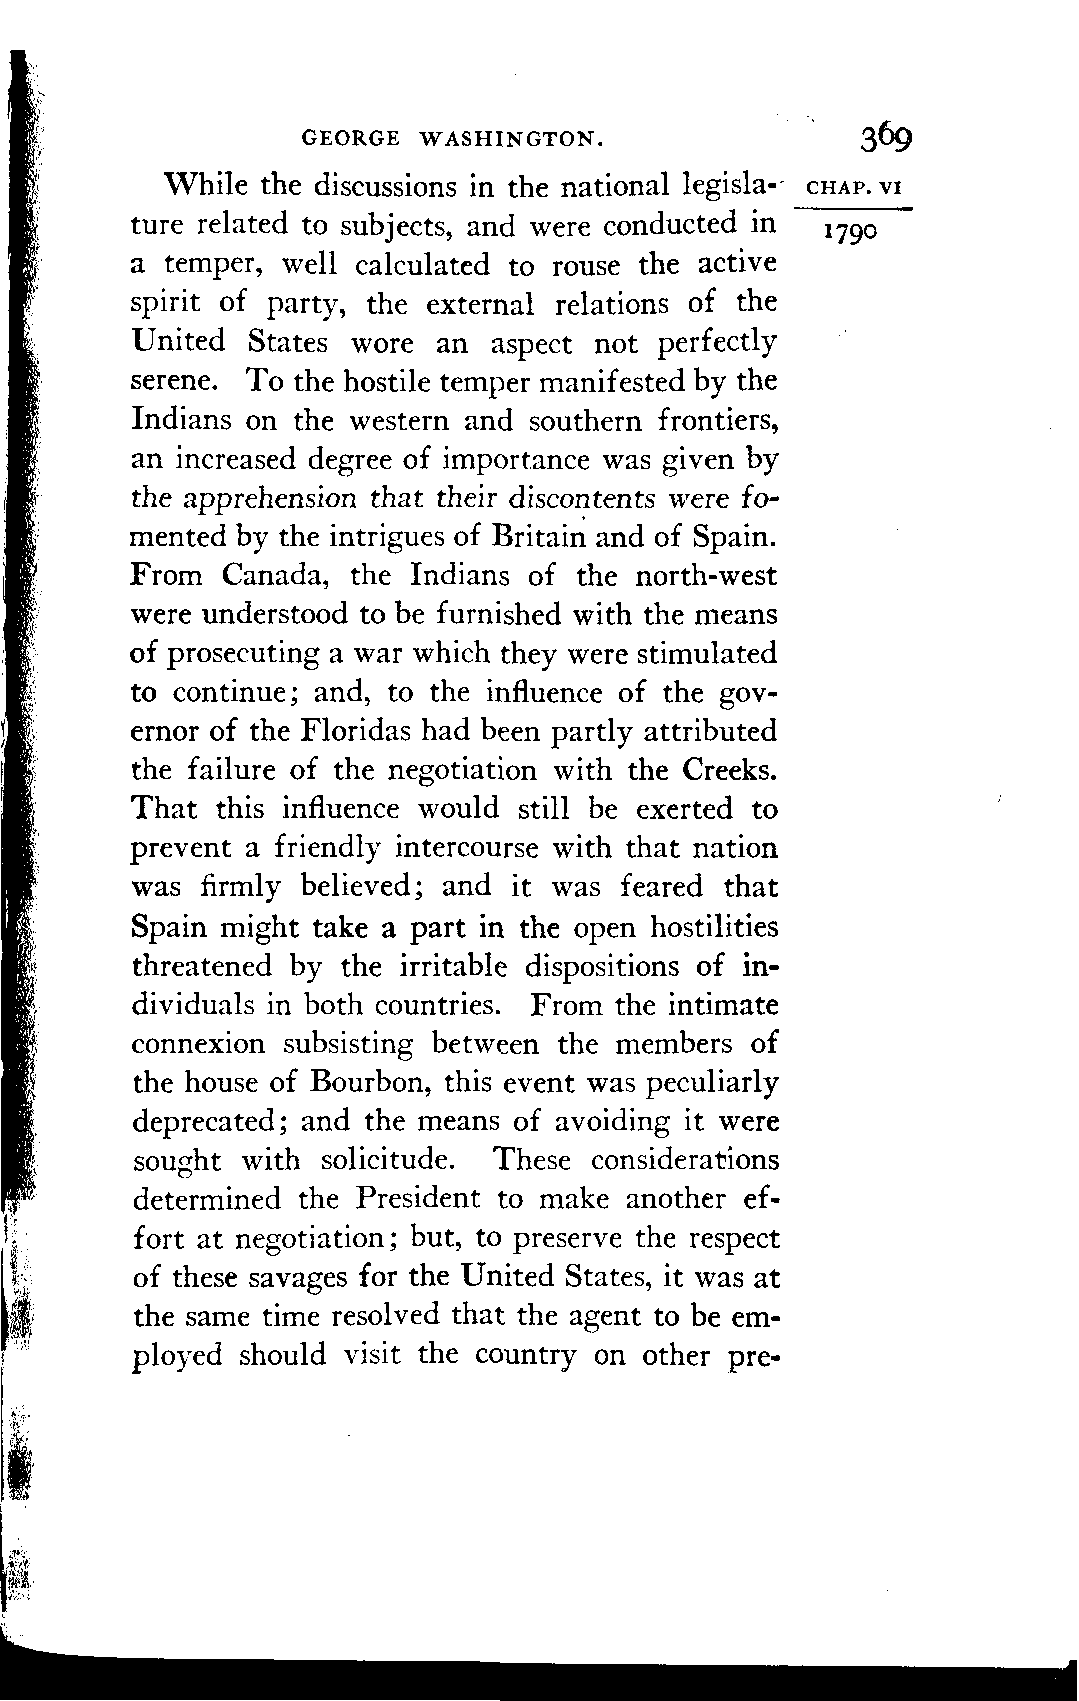 GEORGE WASHINGTON. 369
While the discussions in the national legisla- CHAP. VI
ture related to subjects, and were conducted in 1790
a temper, well calculated to rouse the active
spirit of party, the external relations of the
United States wore an aspect not perfectly
serene. To the hostile temper manifested by the
Indians on the western and southern frontiers,
an increased degree of importance was given by
the apprehension that their discontents were fo-
mented by the intrigues of Britain and of Spain.
From Canada, the Indians of the north-west
were understood to be furnished with the means
of prosecuting a war which they were stimulated
to continue; and, to the influence of the gov-
ernor of the Floridas had been partly attributed
the failure of the negotiation with the Creeks.
That this influence would still be exerted to
prevent a friendly intercourse with that nation
was firmly believed; and it was feared that
Spain might take a part in the open hostilities
threatened by the irritable dispositions of in-
dividuals in both countries. From the intimate
connexion subsisting between the members of
the house of Bourbon, this event was peculiarly
deprecated; and the means of avoiding it were
sought with solicitude. These considerations
determined the President to make another ef-
fort at negotiation; but, to preserve the respect
of these savages for the United States, it was at
the same time resolved that the agent to be em-
ployed should visit the country on other pre-